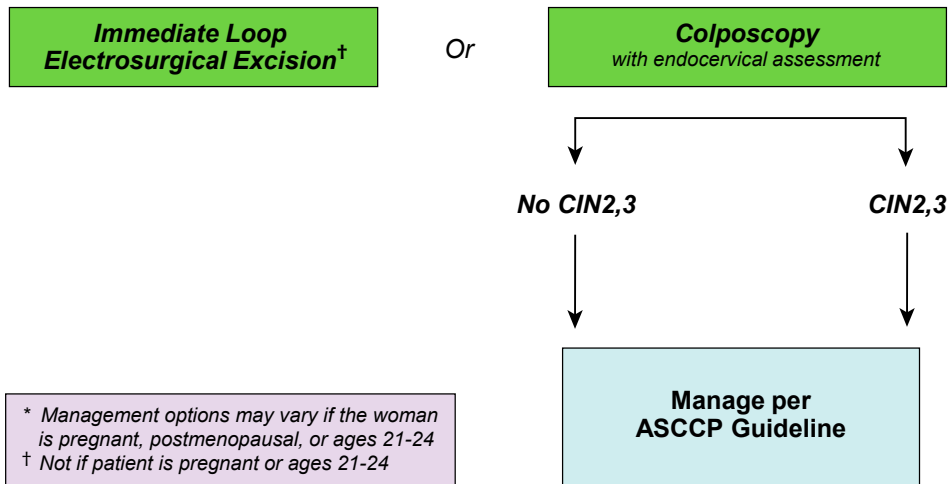 Immediate Loop
Electrosurgical Excision†
Or
Colposcopy
with endocervical assessment
No CIN2,3
CIN2,3
Manage per
ASCCP Guideline
* Management options may vary if the woman
is pregnant, postmenopausal, or ages 21-24
† Not if patient is pregnant or ages 21-24